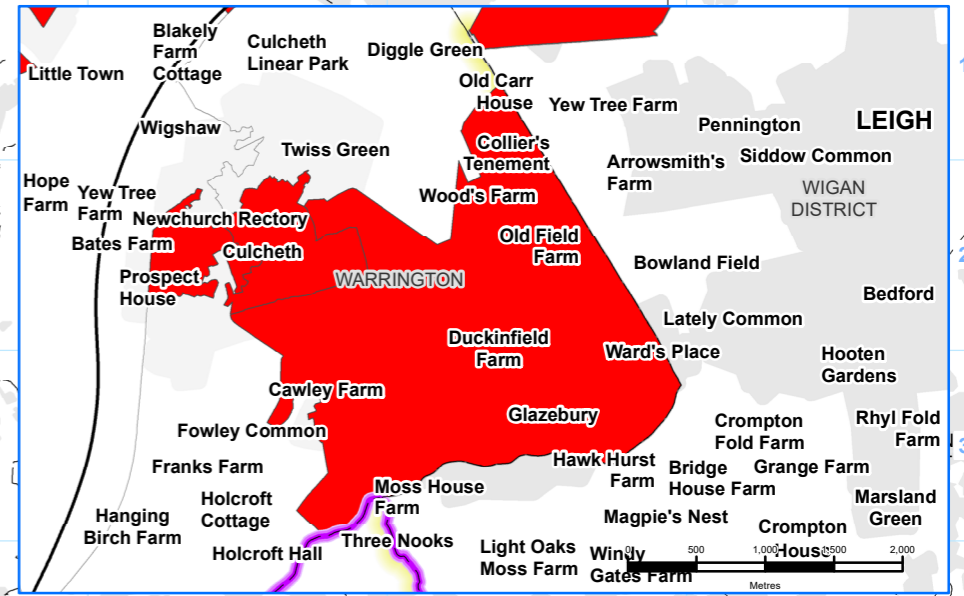 Blakely
Farm
Cottage
Culcheth
Linear Park
Diggle Green
Little Town
Old Carr
House
Yew Tree Farm
Pennington
LEIGH
Wigshaw
Twiss Green
Collier's
Tenement
Arrowsmith's
Farm
Siddow Common
Hope
Farm
Yew Tree
Farm
Wood's Farm
WIGAN
DISTRICT
Newchurch Rectory
Bates Farm
Culcheth
Old Field
Farm
Prospect
House
WARRINGTON
Bowland Field
Bedford
Lately Common
Duckinfield
Farm
Ward's Place
Hooten
Gardens
Cawley Farm
Glazebury
Crompton
Fold Farm
Rhyl Fold
Farm
Fowley Common
Franks Farm
Hawk Hurst
Farm
Bridge
House Farm
Grange Farm
Moss House
Farm
Holcroft
Cottage
Marsland
Green
Hanging
Birch Farm
Magpie's Nest
Crompton
House
Three Nooks
Holcroft Hall
Light Oaks
Moss Farm
Windy
Gates Farm
0 500 1,000 1,500 2,000
Metres